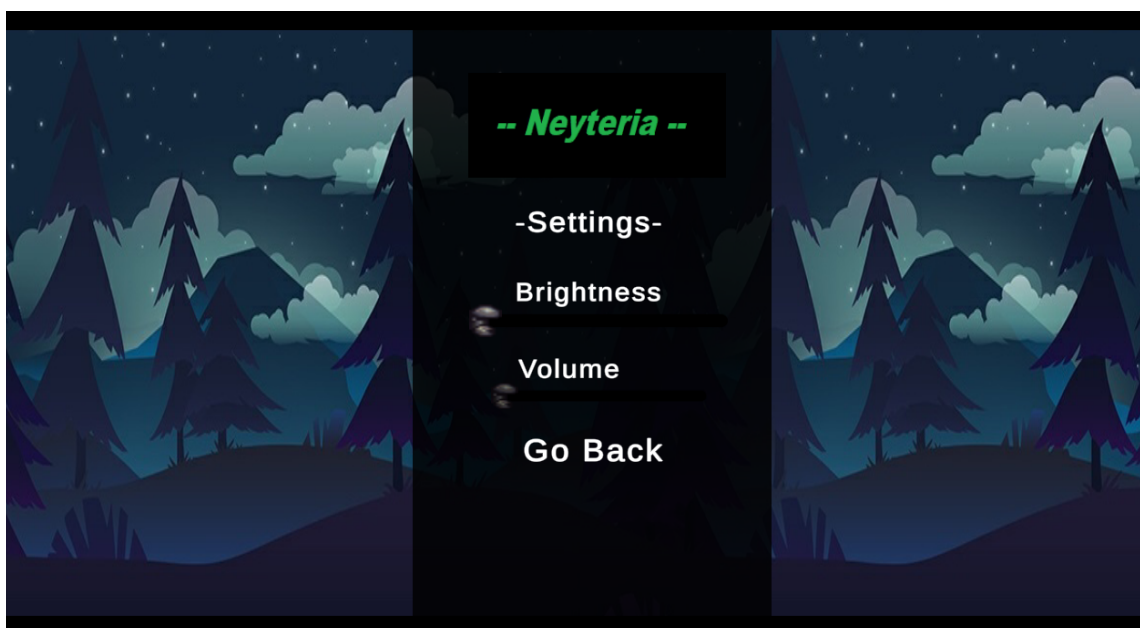 -- Neyteria --
-Settings-
Brightness
Volume
Go Back